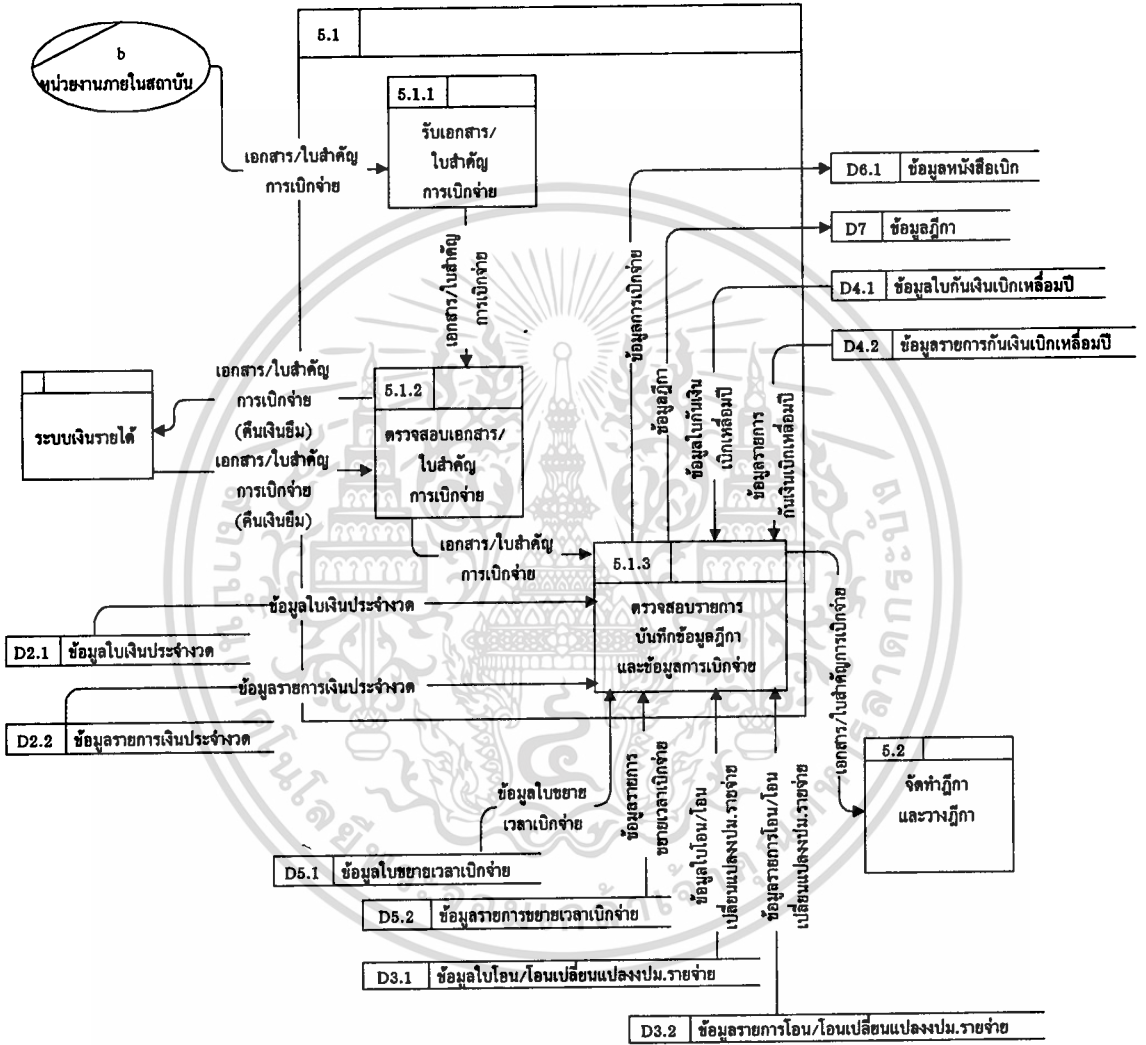 b
หน่วยงานภายในสถาบัน
5.1
5.1.1
รับเอกสาร/
ใบสำคัญ
การเบิกจ่าย
เอกสาร/ใบสำคัญ
การเบิกจ่าย
เอกสาร/ใบสำคัญ
การเบิกจ่าย
D6.1 ข้อมูลหนังสือเบิก
D7 ข้อมูลฎีกา
D4.1 ข้อมูลใบกันเงินเบิกเหลื่อมปี
D4.2 ข้อมูลรายการกันเงินเบิกเหลื่อมปี
ข้อมูลการเบิกจ่าย
ข้อมูลฎีกา
ข้อมูลใบกันเงิน
เบิกเหลื่อมปี
ข้อมูลรายการ
กันเงินเบิกเหลื่อมปี
ระบบเงินรายได้
เอกสาร/ใบสำคัญ
การเบิกจ่าย
(คืนเงินยืม)
เอกสาร/ใบสำคัญ
การเบิกจ่าย
(คืนเงินยืม)
5.1.2
ตรวจสอบเอกสาร/
ใบสำคัญ
การเบิกจ่าย
เอกสาร/ใบสำคัญ
การเบิกจ่าย
5.1.3
ตรวจสอบรายการ
บันทึกข้อมูลฎีกา
และข้อมูลการเบิกจ่าย
ข้อมูลใบเงินประจำงวด
D2.1 ข้อมูลใบเงินประจำงวด
ข้อมูลรายการเงินประจำงวด
D2.2 ข้อมูลรายการเงินประจำงวด
เอกสาร/ใบสำคัญการเบิกจ่าย
5.2
จัดทำฎีกา
และวางฎีกา
ข้อมูลใบขยาย
เวลาเบิกจ่าย
ข้อมูลรายการ
ขยายเวลาเบิกจ่าย
ข้อมูลใบโอน/โอน
เปลี่ยนแปลงงปม.รายจ่าย
ข้อมูลรายการโอน/โอน
เปลี่ยนแปลงงปม.รายจ่าย
D5.1 ข้อมูลใบขยายเวลาเบิกจ่าย
D5.2 ข้อมูลรายการขยายเวลาเบิกจ่าย
D3.1 ข้อมูลใบโอน/โอนเปลี่ยนแปลงงปม.รายจ่าย
D3.2 ข้อมูลรายการโอน/โอนเปลี่ยนแปลงงปม.รายจ่าย